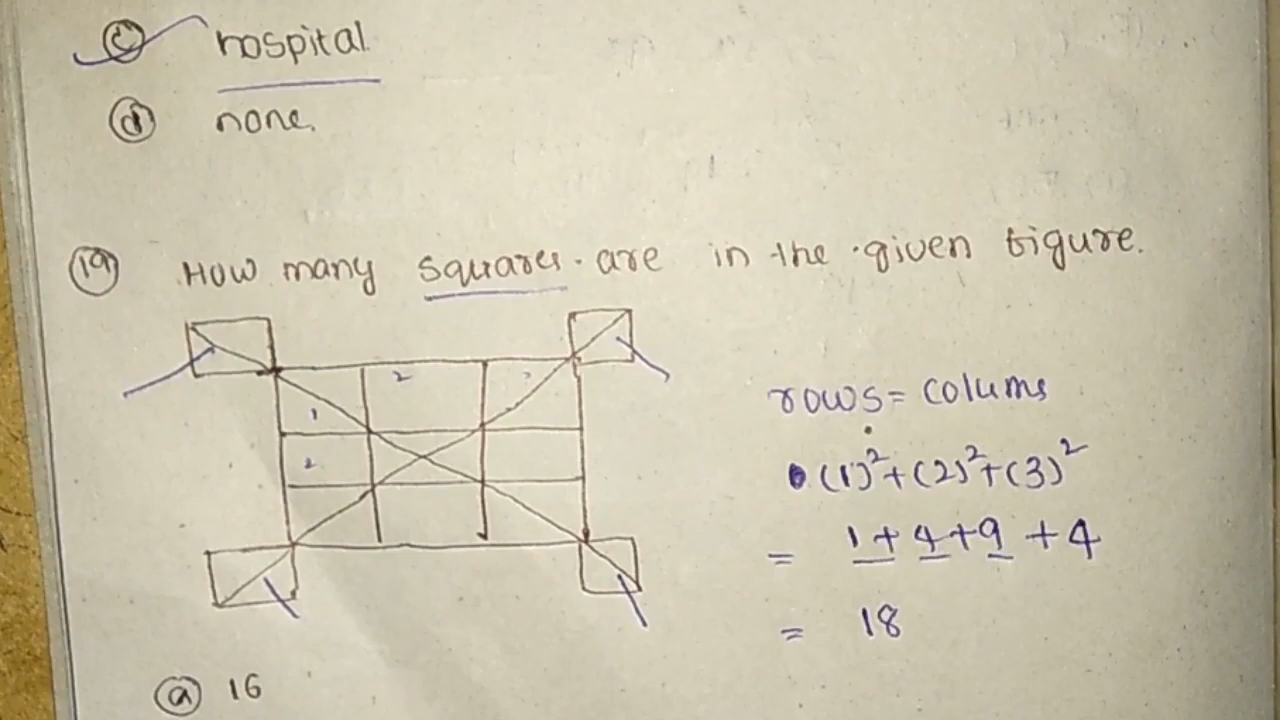 (c) hospital
(d) none.
(19) How many squares are in the given figure.
2
1
2
rows = colums
(1)²+(2)²+(3)²
= 1+4+9+4
= 18
(a) 16